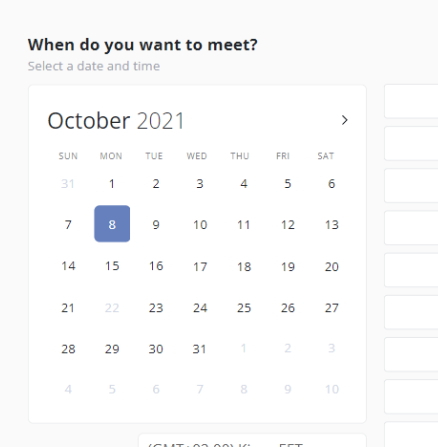 When do you want to meet?
Select a date and time
October 2021
SUN MON TUE WED THU FRI SAT
31 1 2 3 4 5 6
7 8 9 10 11 12 13
14 15 16 17 18 19 20
21 22 23 24 25 26 27
28 29 30 31 1 2 3
4 5 6 7 8 9 10